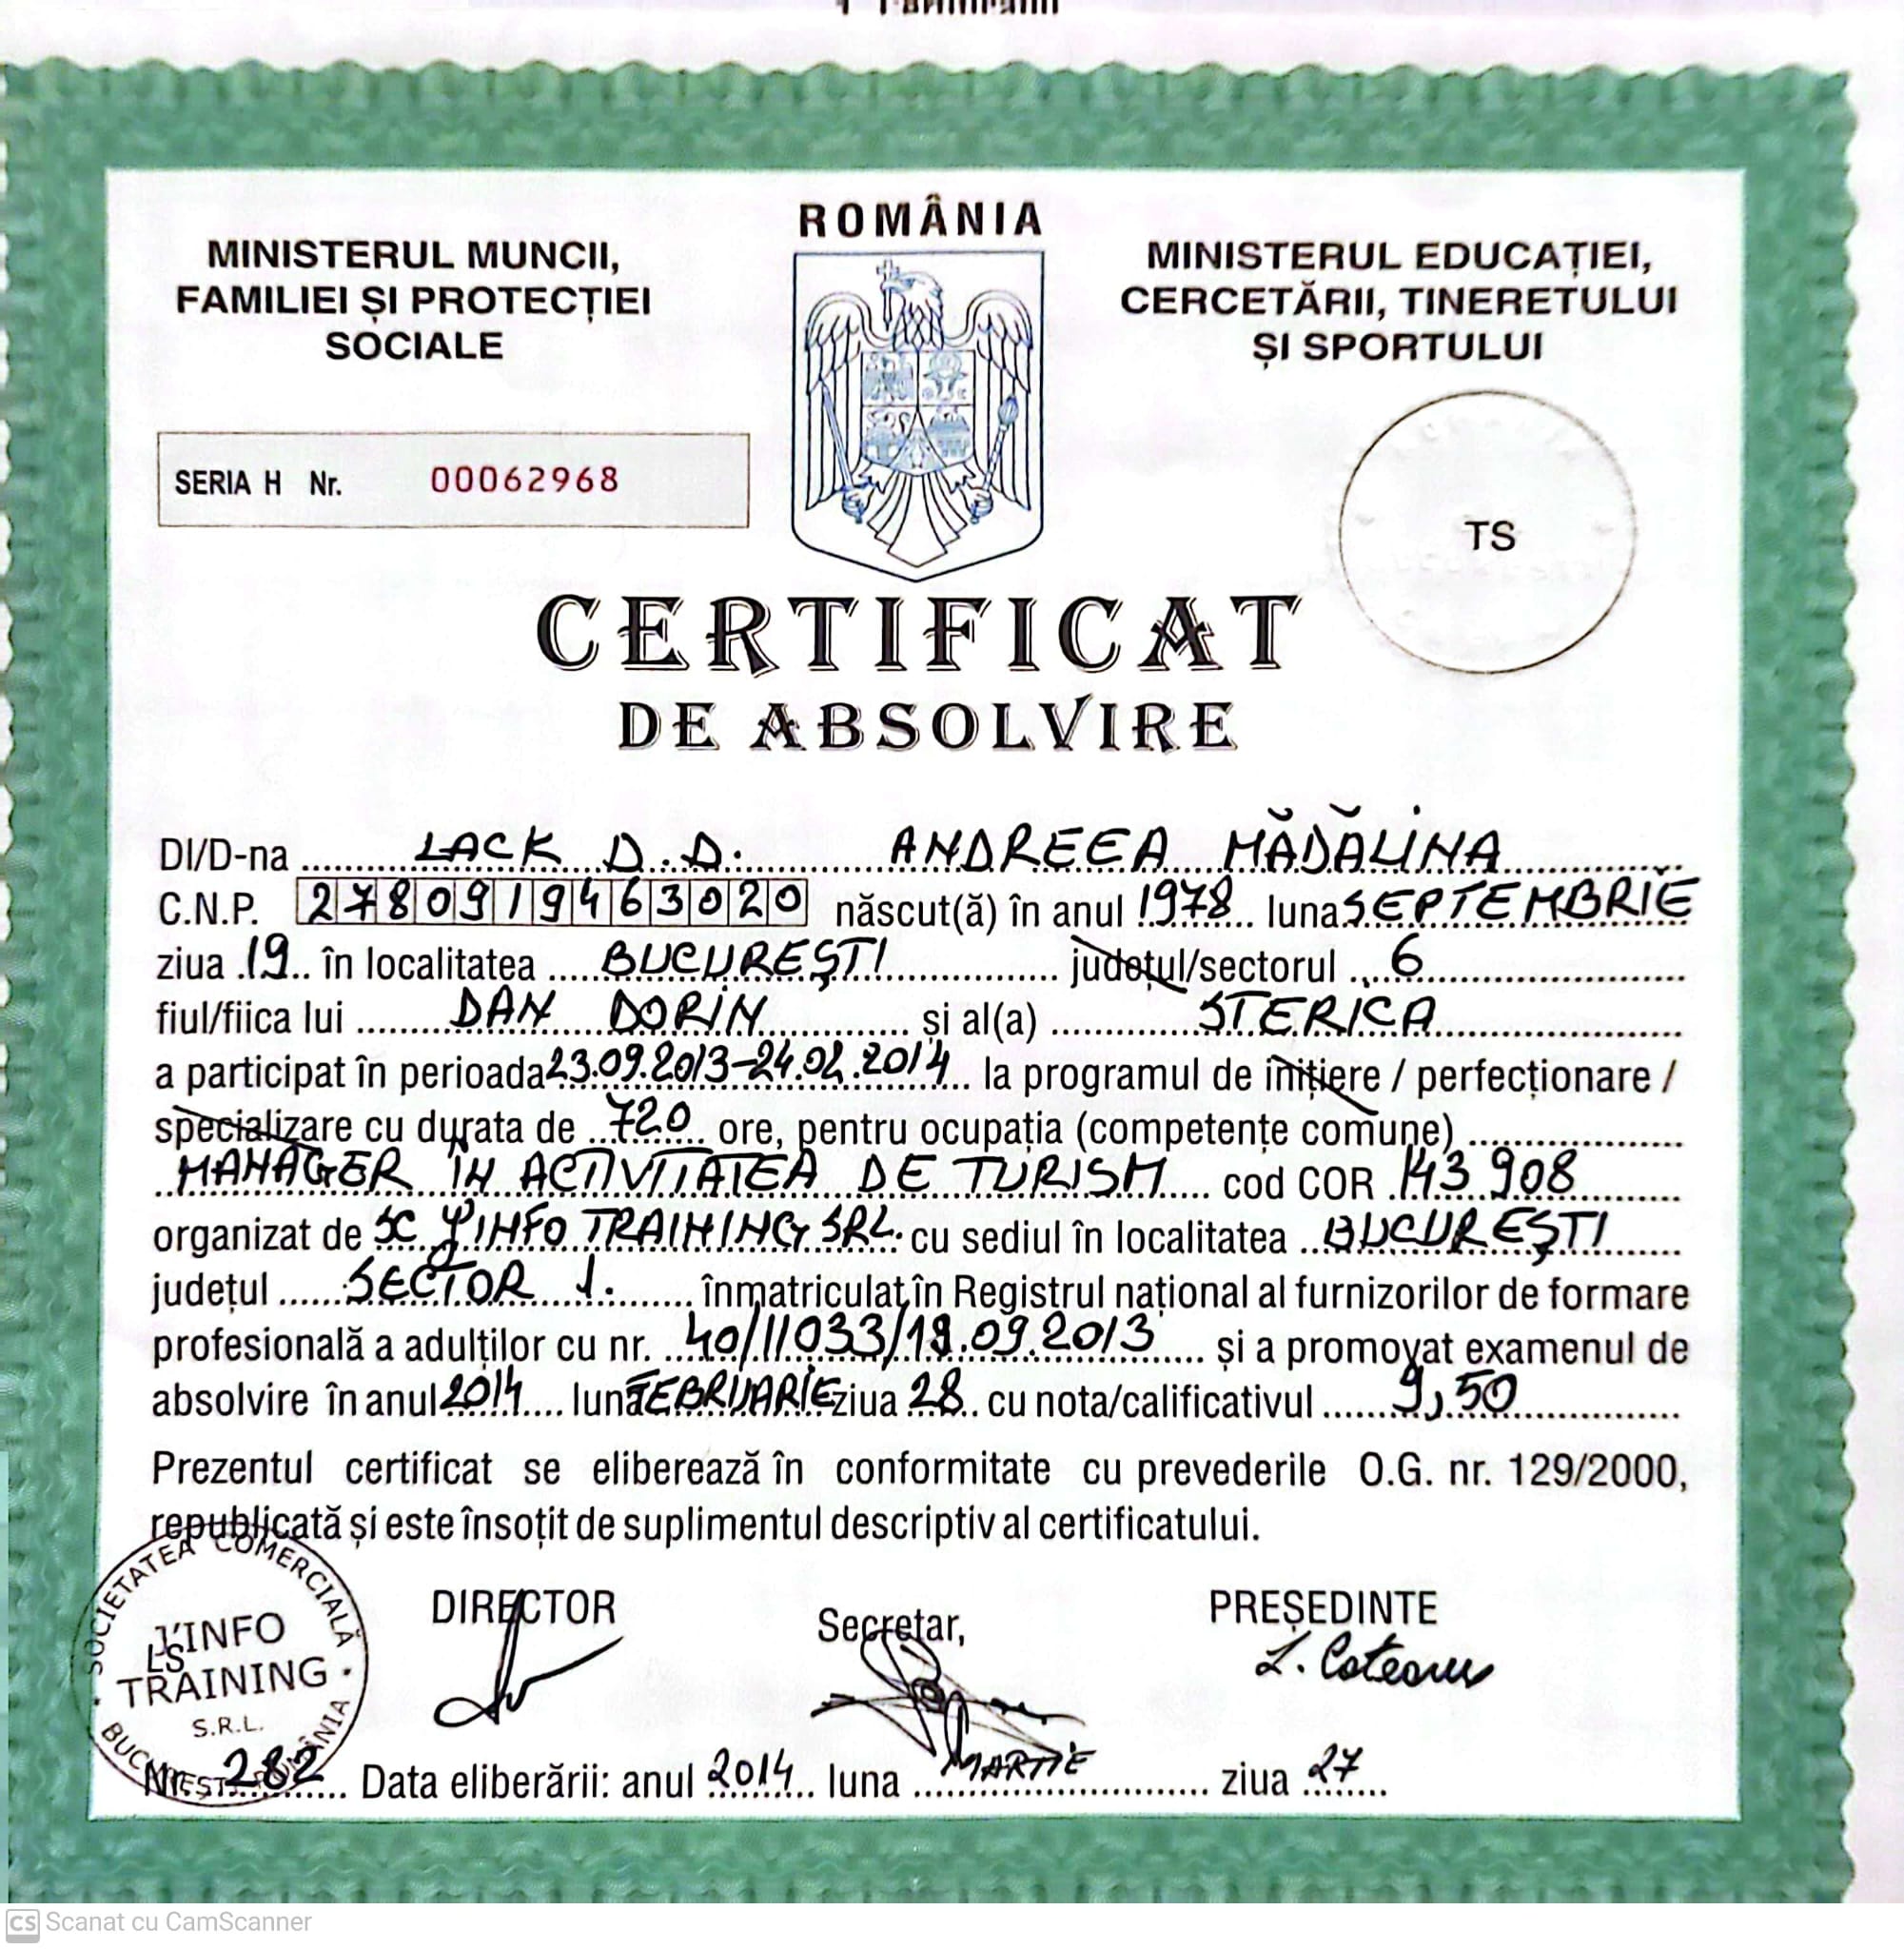 ROMÂNIA
MINISTERUL MUNCII,
FAMILIEI ȘI PROTECȚIEI
SOCIALE
MINISTERUL EDUCAȚIEI,
CERCETĂRII, TINERETULUI
ȘI SPORTULUI
SERIA H Nr. 00062968
TS
CERTIFICAT
DE ABSOLVIRE
Dl/D-na LACK D.D. ANDREEA MĂDĂLINA
C.N.P. 2780919463020 născut(ă) în anul 1978 luna SEPTEMBRIE
ziua 19 în localitatea BUCUREȘTI județul/sectorul 6
fiul/fiica lui DAN DORIN și al(a) STERICA
a participat în perioada 23.09.2013-24.02.2014 la programul de inițiere / perfecționare /
specializare cu durata de 720 ore, pentru ocupația (competențe comune)
MANAGER ÎN ACTIVITATEA DE TURISM cod COR 143908
organizat de SC L'INFO TRAINING SRL cu sediul în localitatea BUCUREȘTI
județul SECTOR 1. înmatriculat în Registrul național al furnizorilor de formare
profesională a adulților cu nr. 40/11033/18.09.2013 și a promovat examenul de
absolvire în anul 2014 luna FEBRUARIE ziua 28 cu nota/calificativul 9,50
Prezentul certificat se eliberează în conformitate cu prevederile O.G. nr. 129/2000,
republicată și este însoțit de suplimentul descriptiv al certificatului.
SOCIETATEA COMERCIALĂ
L'INFO
LS
TRAINING
S.R.L.
BUCUREȘTI ROMÂNIA
DIRECTOR
Secretar,
PREȘEDINTE
L. Coteanu
Nr. 282 Data eliberării: anul 2014 luna MARTIE ziua 27
CS Scanat cu CamScanner